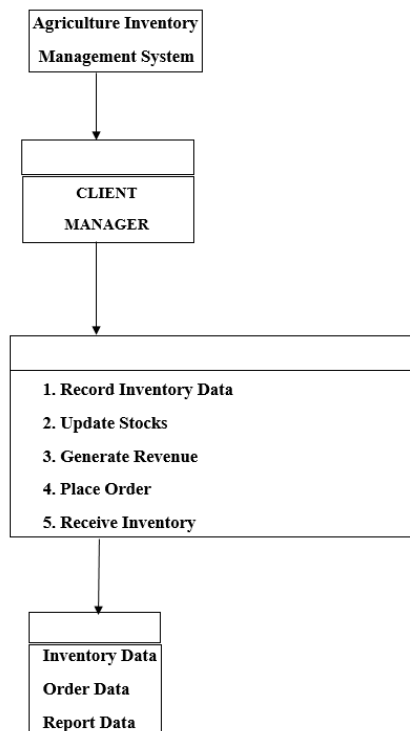 Agriculture Inventory
Management System
CLIENT
MANAGER
1. Record Inventory Data
2. Update Stocks
3. Generate Revenue
4. Place Order
5. Receive Inventory
Inventory Data
Order Data
Report Data